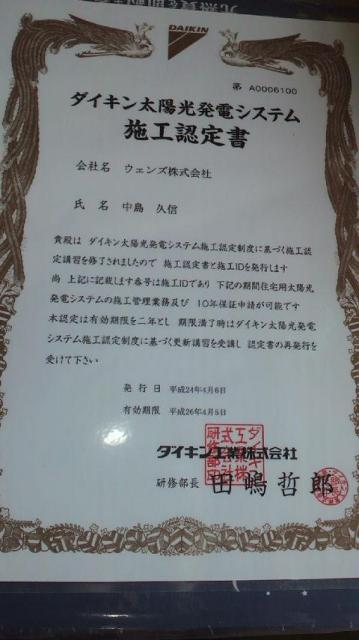 DAIKIN
第 A0006100
ダイキン太陽光発電システム
施工認定書
会社名 ウェンズ株式会社
氏 名 中島 久信
貴殿は ダイキン太陽光発電システム施工認定制度に基づく施工認
定講習を修了されましたので 施工認定書と施工IDを発行します
尚 上記に記載します番号は施工IDであり 下記の期間住宅用太陽光
発電システムの施工管理業務及び 10年保証申請が可能です
本認定は有効期限を二年とし 期限満了時はダイキン太陽光発電
システム施工認定制度に基づく更新講習を受講し 認定書の再発行を
受けて下さい
発 行 日 平成24年4月6日
有効期限 平成26年4月5日
ダイキン工業株式会社
研修部長 田嶋哲郎